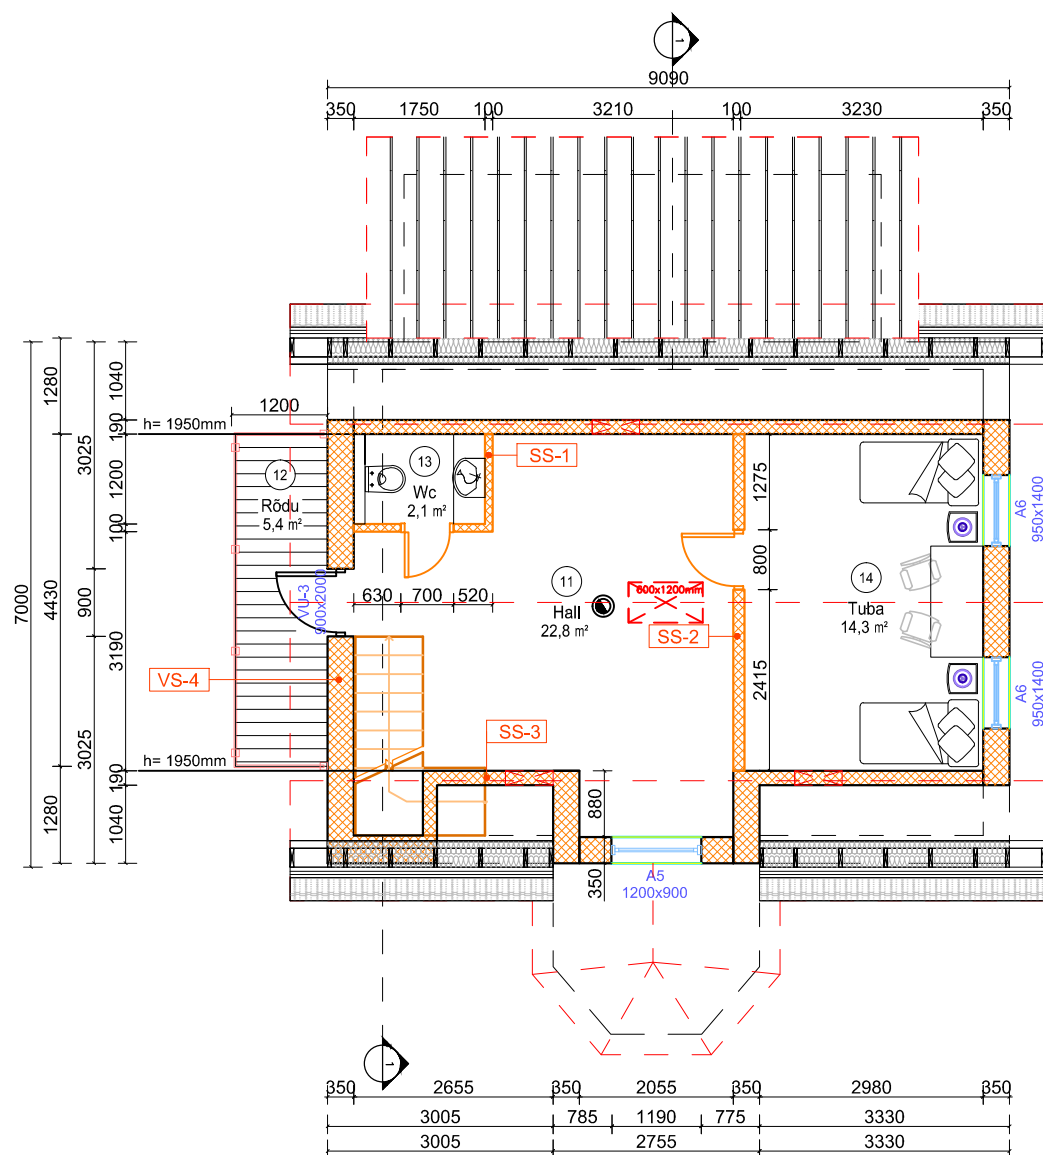 1
9090
350 1750 100 3210 100 3230 350
1280
1040
1200
190
h= 1950mm
3025
SS-1
13
Wc
2,1 m²
12
Rõdu
5,4 m²
1275
A6
950x1400
1200
100
7000
4430
900
VU-3
900x2000
630 700 520
11
Hall
22,8 m²
600x1200mm
800
14
Tuba
14,3 m²
SS-2
3190
VS-4
2415
A6
950x1400
SS-3
3025
h= 1950mm
190
1280
1040
880
350
A5
1200x900
1
350 2655 350 2055 350 2980 350
3005 785 1190 775 3330
3005 2755 3330